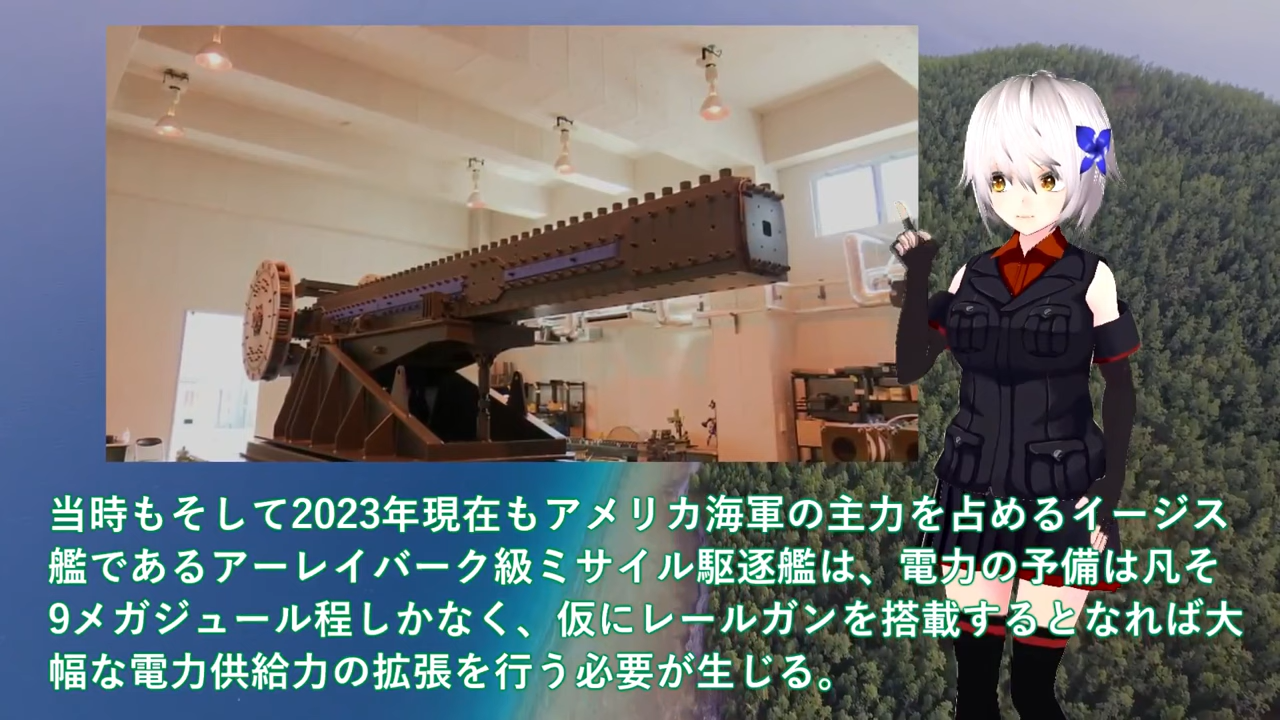 当時もそして2023年現在もアメリカ海軍の主力を占めるイージス
艦であるアーレイバーク級ミサイル駆逐艦は、電力の予備は凡そ
9メガジュール程しかなく、仮にレールガンを搭載するとなれば大
幅な電力供給力の拡張を行う必要が生じる。